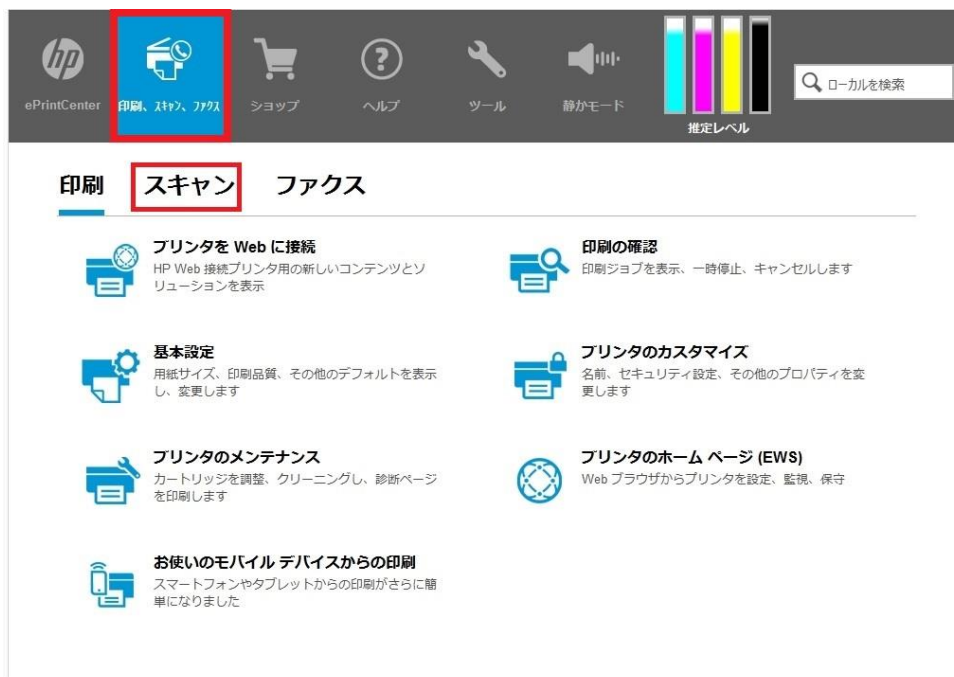 hp
ePrintCenter
印刷、スキャン、ファクス
ショップ
ヘルプ
ツール
静かモード
推定レベル
ローカルを検索
印刷 スキャン ファクス
プリンタを Web に接続
HP Web 接続プリンタ用の新しいコンテンツとソ
リューションを表示
印刷の確認
印刷ジョブを表示、一時停止、キャンセルします
基本設定
用紙サイズ、印刷品質、その他のデフォルトを表示
し、変更します
プリンタのカスタマイズ
名前、セキュリティ設定、その他のプロパティを変
更します
プリンタのメンテナンス
カートリッジを調整、クリーニングし、診断ページ
を印刷します
プリンタのホーム ページ (EWS)
Web ブラウザからプリンタを設定、監視、保守
お使いのモバイル デバイスからの印刷
スマートフォンやタブレットからの印刷がさらに簡
単になりました